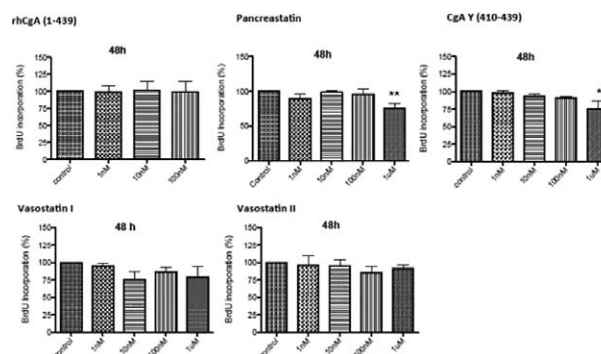 rhCgA (1-439)
Pancreastatin
CgA Y (410-439)
48h
BrdU Incorporation (%)
150
125
100
75
50
25
0
control
1nM
10nM
100nM
48h
BrdU incorporation (%)
150
125
100
75
50
25
0
Control
1nM
10nM
100nM
1uM
**
48h
BrdU incorporation (%)
150
125
100
75
50
25
0
control
1nM
10nM
100nM
1uM
*
Vasostatin I
Vasostatin II
48 h
BrdU incorporation (%)
150
125
100
75
50
25
0
control
1nM
10nM
100nM
1uM
48h
BrdU incorporation (%)
150
125
100
75
50
25
0
control
1nM
10nM
100nM
1uM